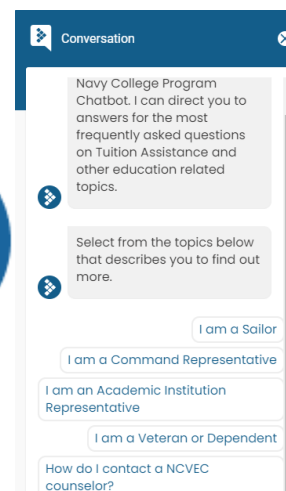 Conversation
Navy College Program
Chatbot. I can direct you to
answers for the most
frequently asked questions
on Tuition Assistance and
other education related
topics.
Select from the topics below
that describes you to find out
more.
I am a Sailor
I am a Command Representative
I am an Academic Institution
Representative
I am a Veteran or Dependent
How do I contact a NCVEC
counselor?